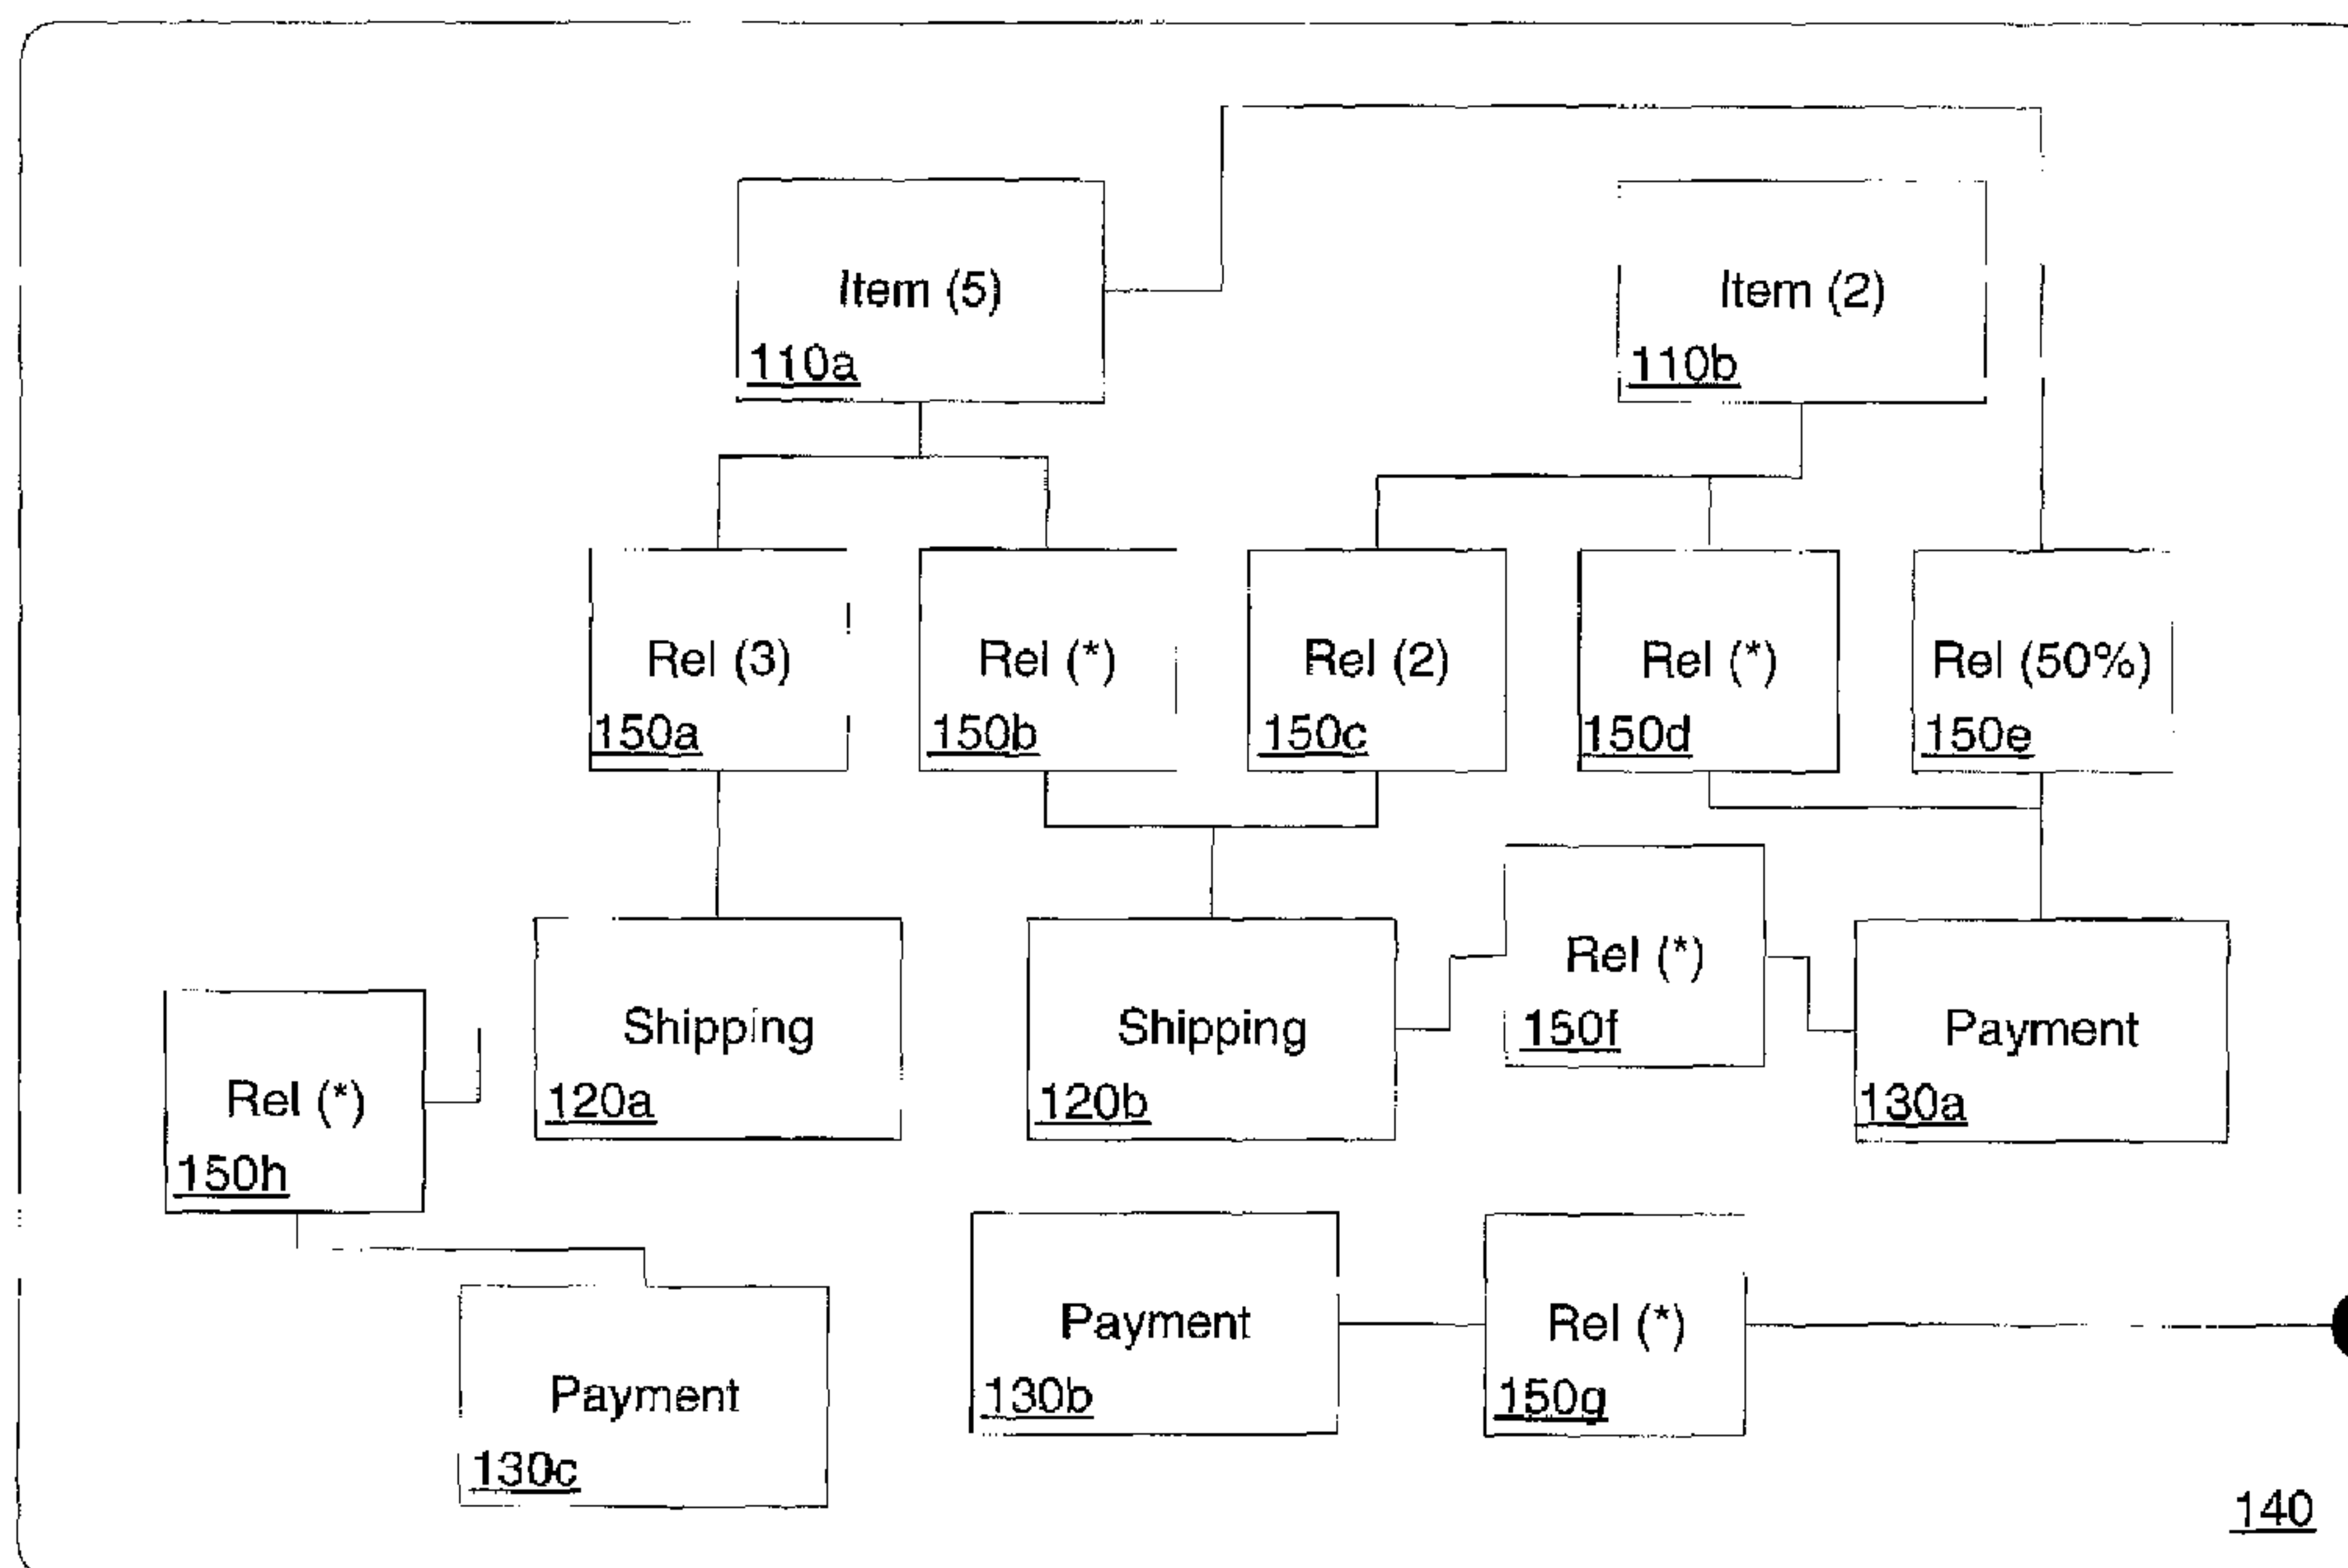 Item (5)
110a
Item (2)
110b
Rel (3)
150a
Rel (*)
150b
Rel (2)
150c
Rel (*)
150d
Rel (50%)
150e
Rel (*)
150h
Shipping
120a
Shipping
120b
Rel (*)
150f
Payment
130a
Payment
130c
Payment
130b
Rel (*)
150g
140